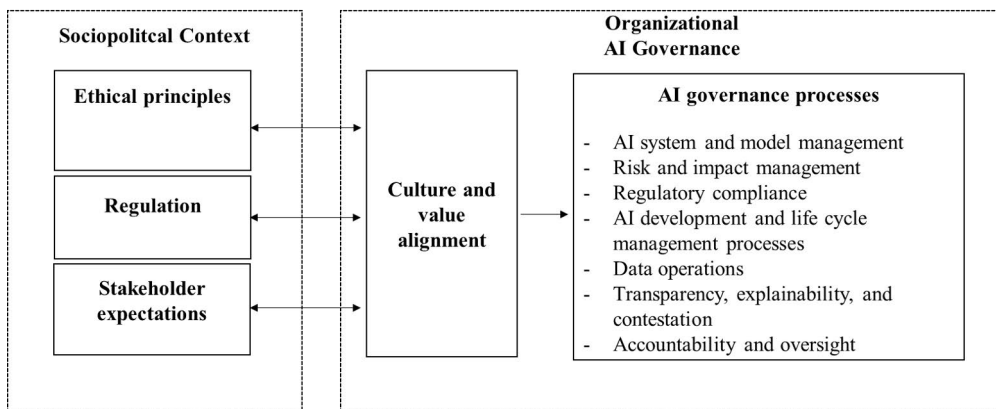 Sociopolitcal Context
Ethical principles
Regulation
Stakeholder
expectations
Organizational
AI Governance
Culture and
value
alignment
AI governance processes
- AI system and model management
- Risk and impact management
- Regulatory compliance
- AI development and life cycle
management processes
- Data operations
- Transparency, explainability, and
contestation
- Accountability and oversight